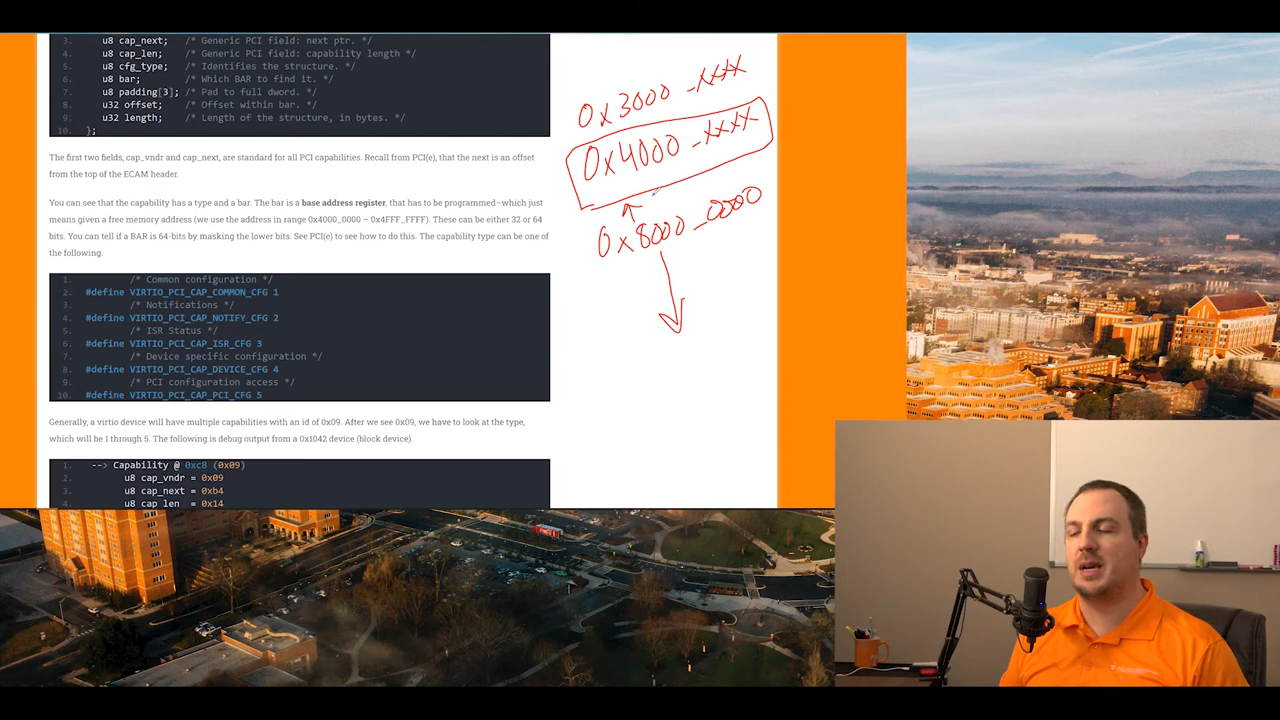 3. u8 cap_next; /* Generic PCI field: next ptr. */
4. u8 cap_len; /* Generic PCI field: capability length */
5. u8 cfg_type; /* Identifies the structure. */
6. u8 bar; /* Which BAR to find it. */
7. u8 padding[3]; /* Pad to full dword. */
8. u32 offset; /* Offset within bar. */
9. u32 length; /* Length of the structure, in bytes. */
10. };
The first two fields, cap_vndr and cap_next, are standard for all PCI capabilities. Recall from PCI(e), that the next is an offset
from the top of the ECAM header.
You can see that the capability has a type and a bar. The bar is a base address register, that has to be programmed–which just
means given a free memory address (we use the address in range 0x4000_0000 – 0x4FFF_FFFF). These can be either 32 or 64
bits. You can tell if a BAR is 64-bits by masking the lower bits. See PCI(e) to see how to do this. The capability type can be one of
the following.
1. /* Common configuration */
2. #define VIRTIO_PCI_CAP_COMMON_CFG 1
3. /* Notifications */
4. #define VIRTIO_PCI_CAP_NOTIFY_CFG 2
5. /* ISR Status */
6. #define VIRTIO_PCI_CAP_ISR_CFG 3
7. /* Device specific configuration */
8. #define VIRTIO_PCI_CAP_DEVICE_CFG 4
9. /* PCI configuration access */
10. #define VIRTIO_PCI_CAP_PCI_CFG 5
Generally, a virtio device will have multiple capabilities with an id of 0x09. After we see 0x09, we have to look at the type,
which will be 1 through 5. The following is debug output from a 0x1042 device (block device).
1. --> Capability @ 0xc8 (0x09)
2. u8 cap_vndr = 0x09
3. u8 cap_next = 0xb4
4. u8 cap_len = 0x14
0x3000_xxxx
0x4000_xxxx
0x8000_0000